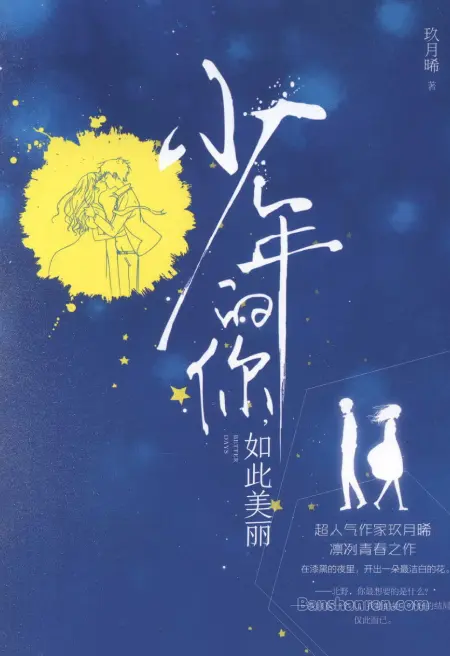 玖月晞
著
少年的你,
如此美丽
BETTER
DAYS
超人气作家玖月晞
凛冽青春之作
在漆黑的夜里,开出一朵最洁白的花。
——北野,你最想要的是什么?
Banshanren.com
仅此而已。